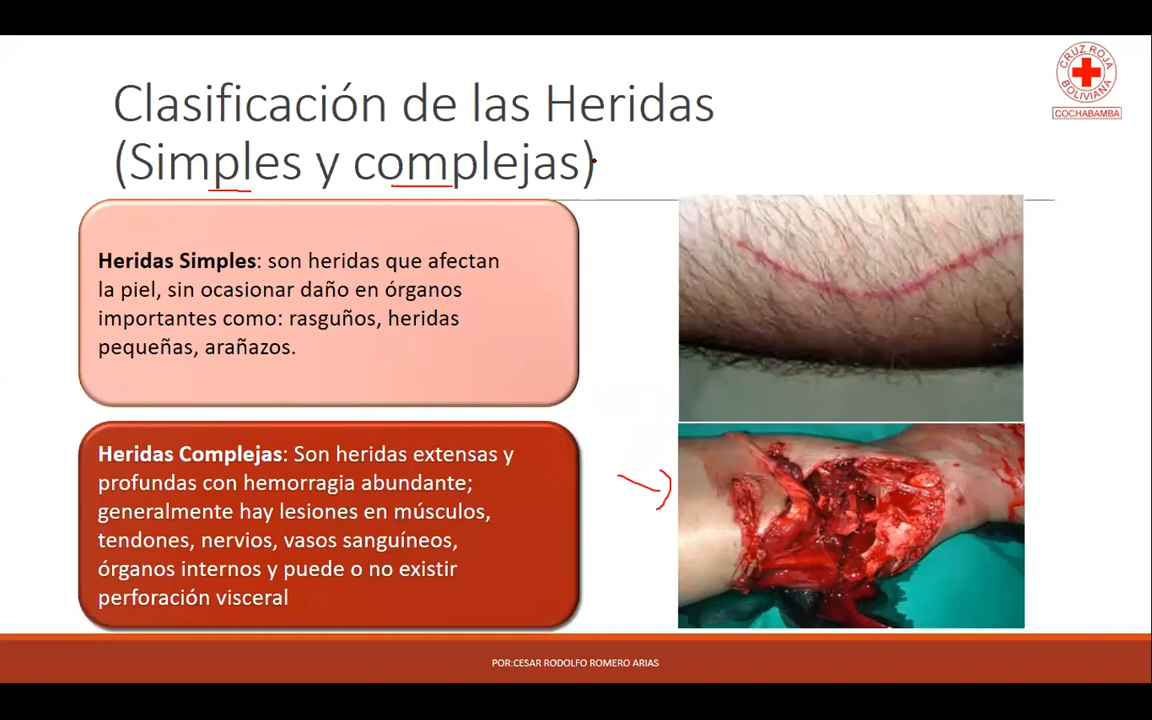 Clasificación de las Heridas
(Simples y complejas)
CRUZ ROJA
BOLIVIANA
COCHABAMBA
Heridas Simples: son heridas que afectan
la piel, sin ocasionar daño en órganos
importantes como: rasguños, heridas
pequeñas, arañazos.
Heridas Complejas: Son heridas extensas y
profundas con hemorragia abundante;
generalmente hay lesiones en músculos,
tendones, nervios, vasos sanguíneos,
órganos internos y puede o no existir
perforación visceral
POR:CESAR RODOLFO ROMERO ARIAS